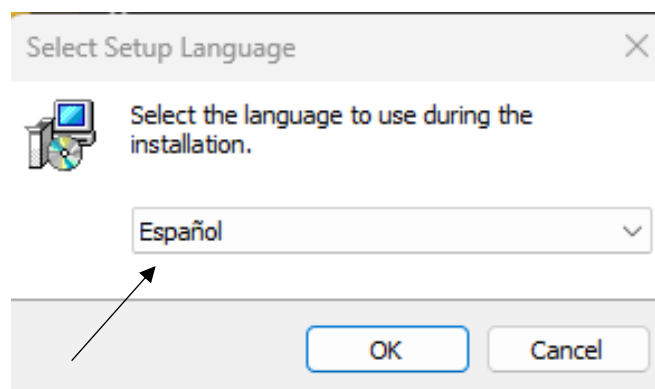 Select Setup Language
Select the language to use during the
installation.
Español
OK
Cancel